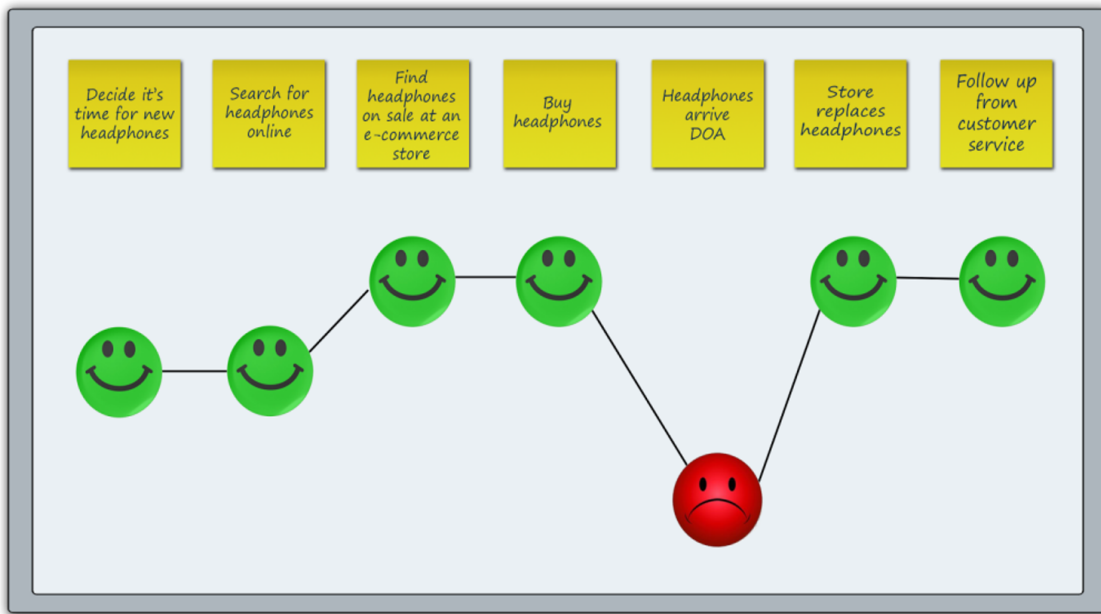 Decide it's
time for new
headphones
Search for
headphones
online
Find
headphones
on sale at an
e-commerce
store
Buy
headphones
Headphones
arrive
DOA
Store
replaces
headphones
Follow up
from
customer
service